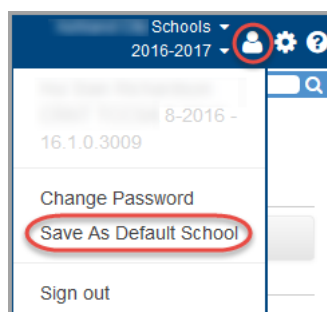 Schools
2016-2017
8-2016 -
16.1.0.3009
Change Password
Save As Default School
Sign out